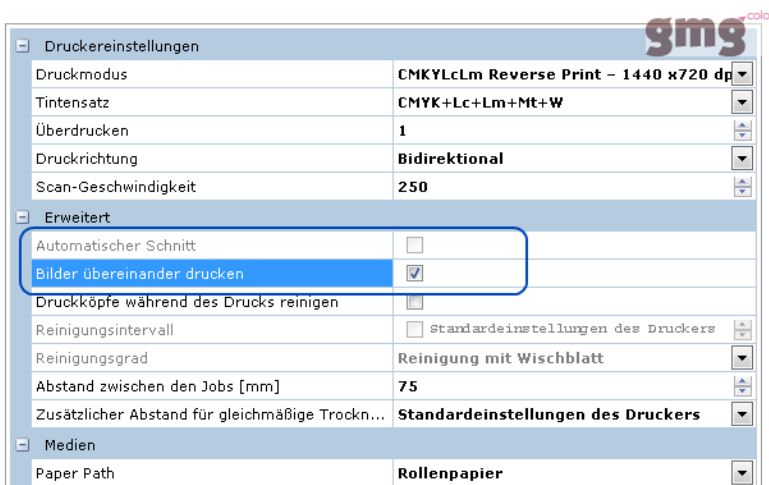 gmg
colo
Druckereinstellungen
Druckmodus CMKYLcLm Reverse Print – 1440 x720 dp
Tintensatz CMYK+Lc+Lm+Mt+W
Überdrucken 1
Druckrichtung Bidirektional
Scan-Geschwindigkeit 250
Erweitert
Automatischer Schnitt
Bilder übereinander drucken
Druckköpfe während des Drucks reinigen
Reinigungsintervall Standardeinstellungen des Druckers
Reinigungsgrad Reinigung mit Wischblatt
Abstand zwischen den Jobs [mm] 75
Zusätzlicher Abstand für gleichmäßige Trockn... Standardeinstellungen des Druckers
Medien
Paper Path Rollenpapier